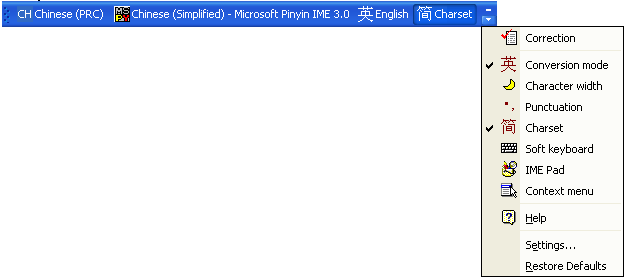 CH Chinese (PRC) Chinese (Simplified) - Microsoft Pinyin IME 3.0 英 English 简 Charset
Correction
英 Conversion mode
Character width
Punctuation
简 Charset
Soft keyboard
IME Pad
Context menu
Help
Settings...
Restore Defaults